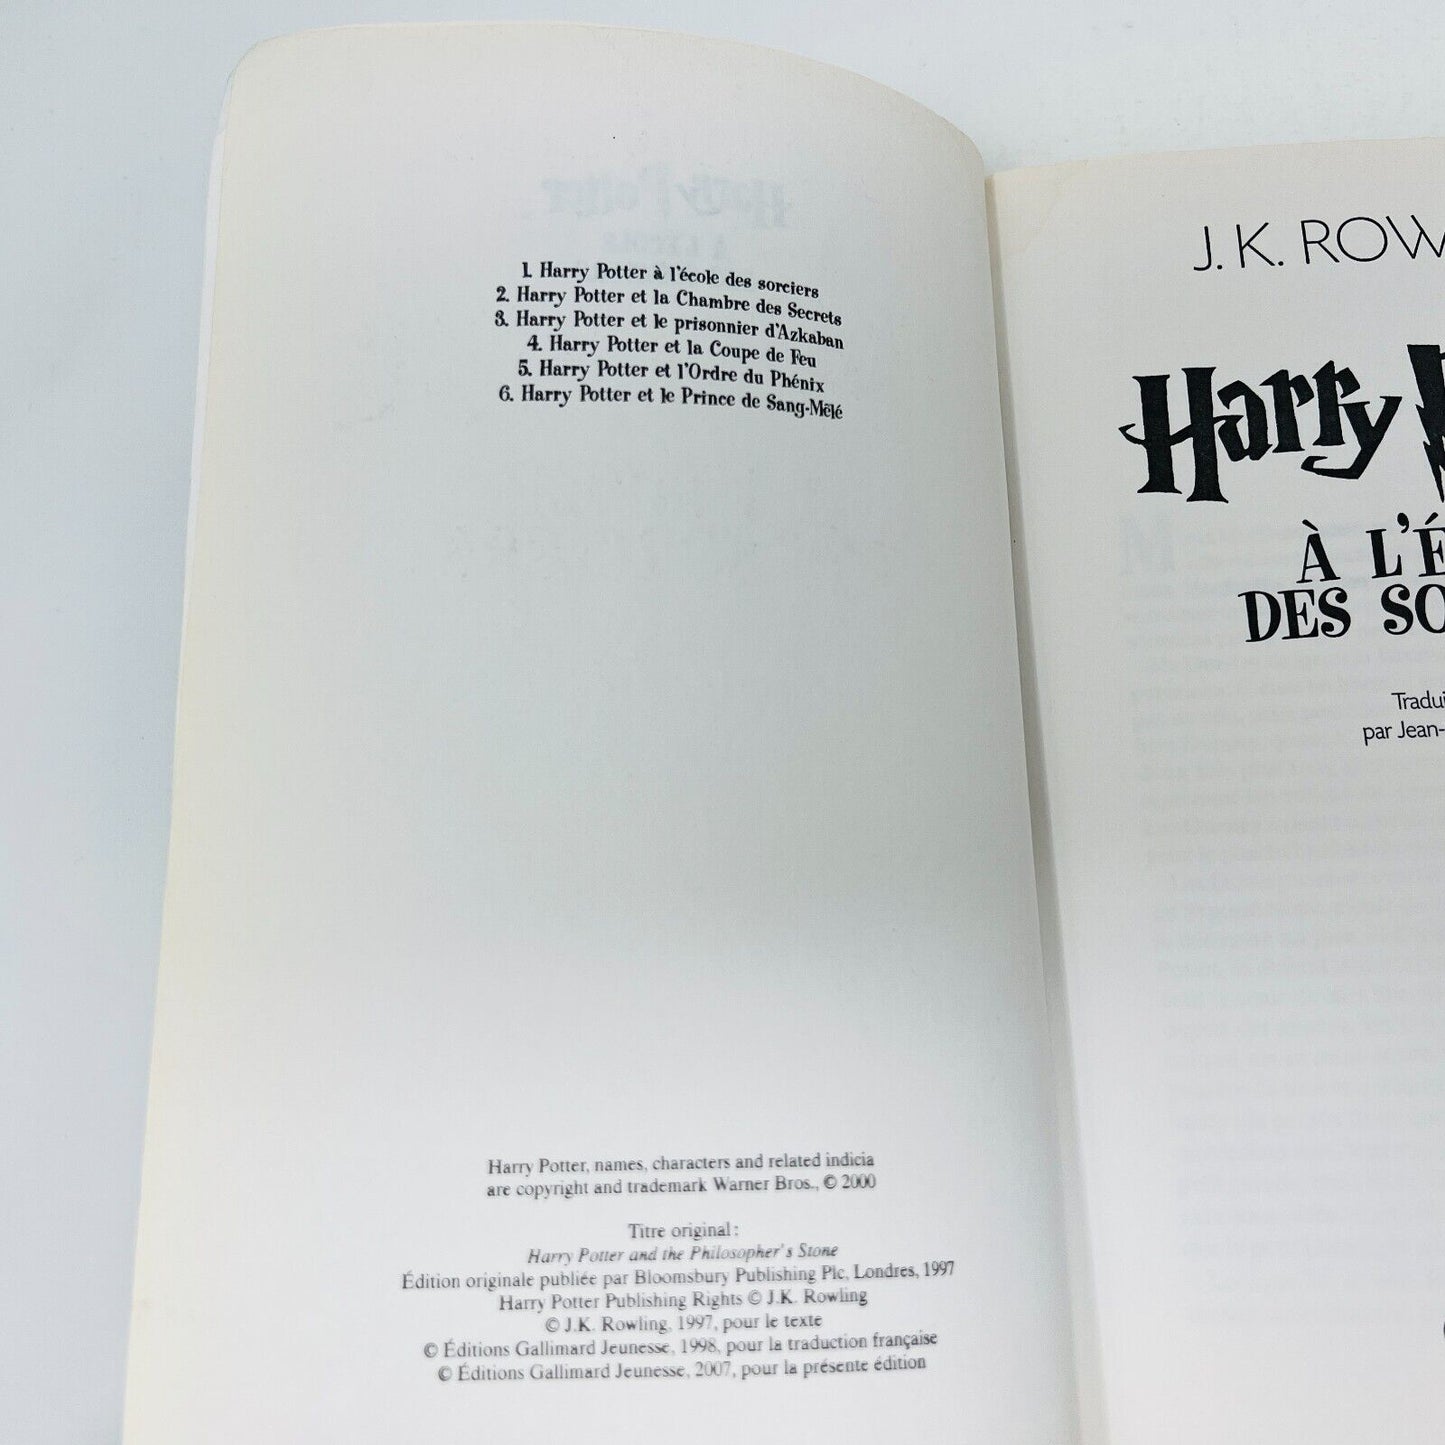 1. Harry Potter à l'école des sorciers
2. Harry Potter et la Chambre des Secrets
3. Harry Potter et le prisonnier d'Azkaban
4. Harry Potter et la Coupe de Feu
5. Harry Potter et l'Ordre du Phénix
6. Harry Potter et le Prince de Sang-Mêlé
Harry Potter, names, characters and related indicia
are copyright and trademark Warner Bros., © 2000
Titre original :
Harry Potter and the Philosopher's Stone
Édition originale publiée par Bloomsbury Publishing Plc, Londres, 1997
Harry Potter Publishing Rights © J.K. Rowling
© J.K. Rowling, 1997, pour le texte
© Éditions Gallimard Jeunesse, 1998, pour la traduction française
© Éditions Gallimard Jeunesse, 2007, pour la présente édition
J. K. ROW
Harry
À L'É
DES SO
Tradui
par Jean-